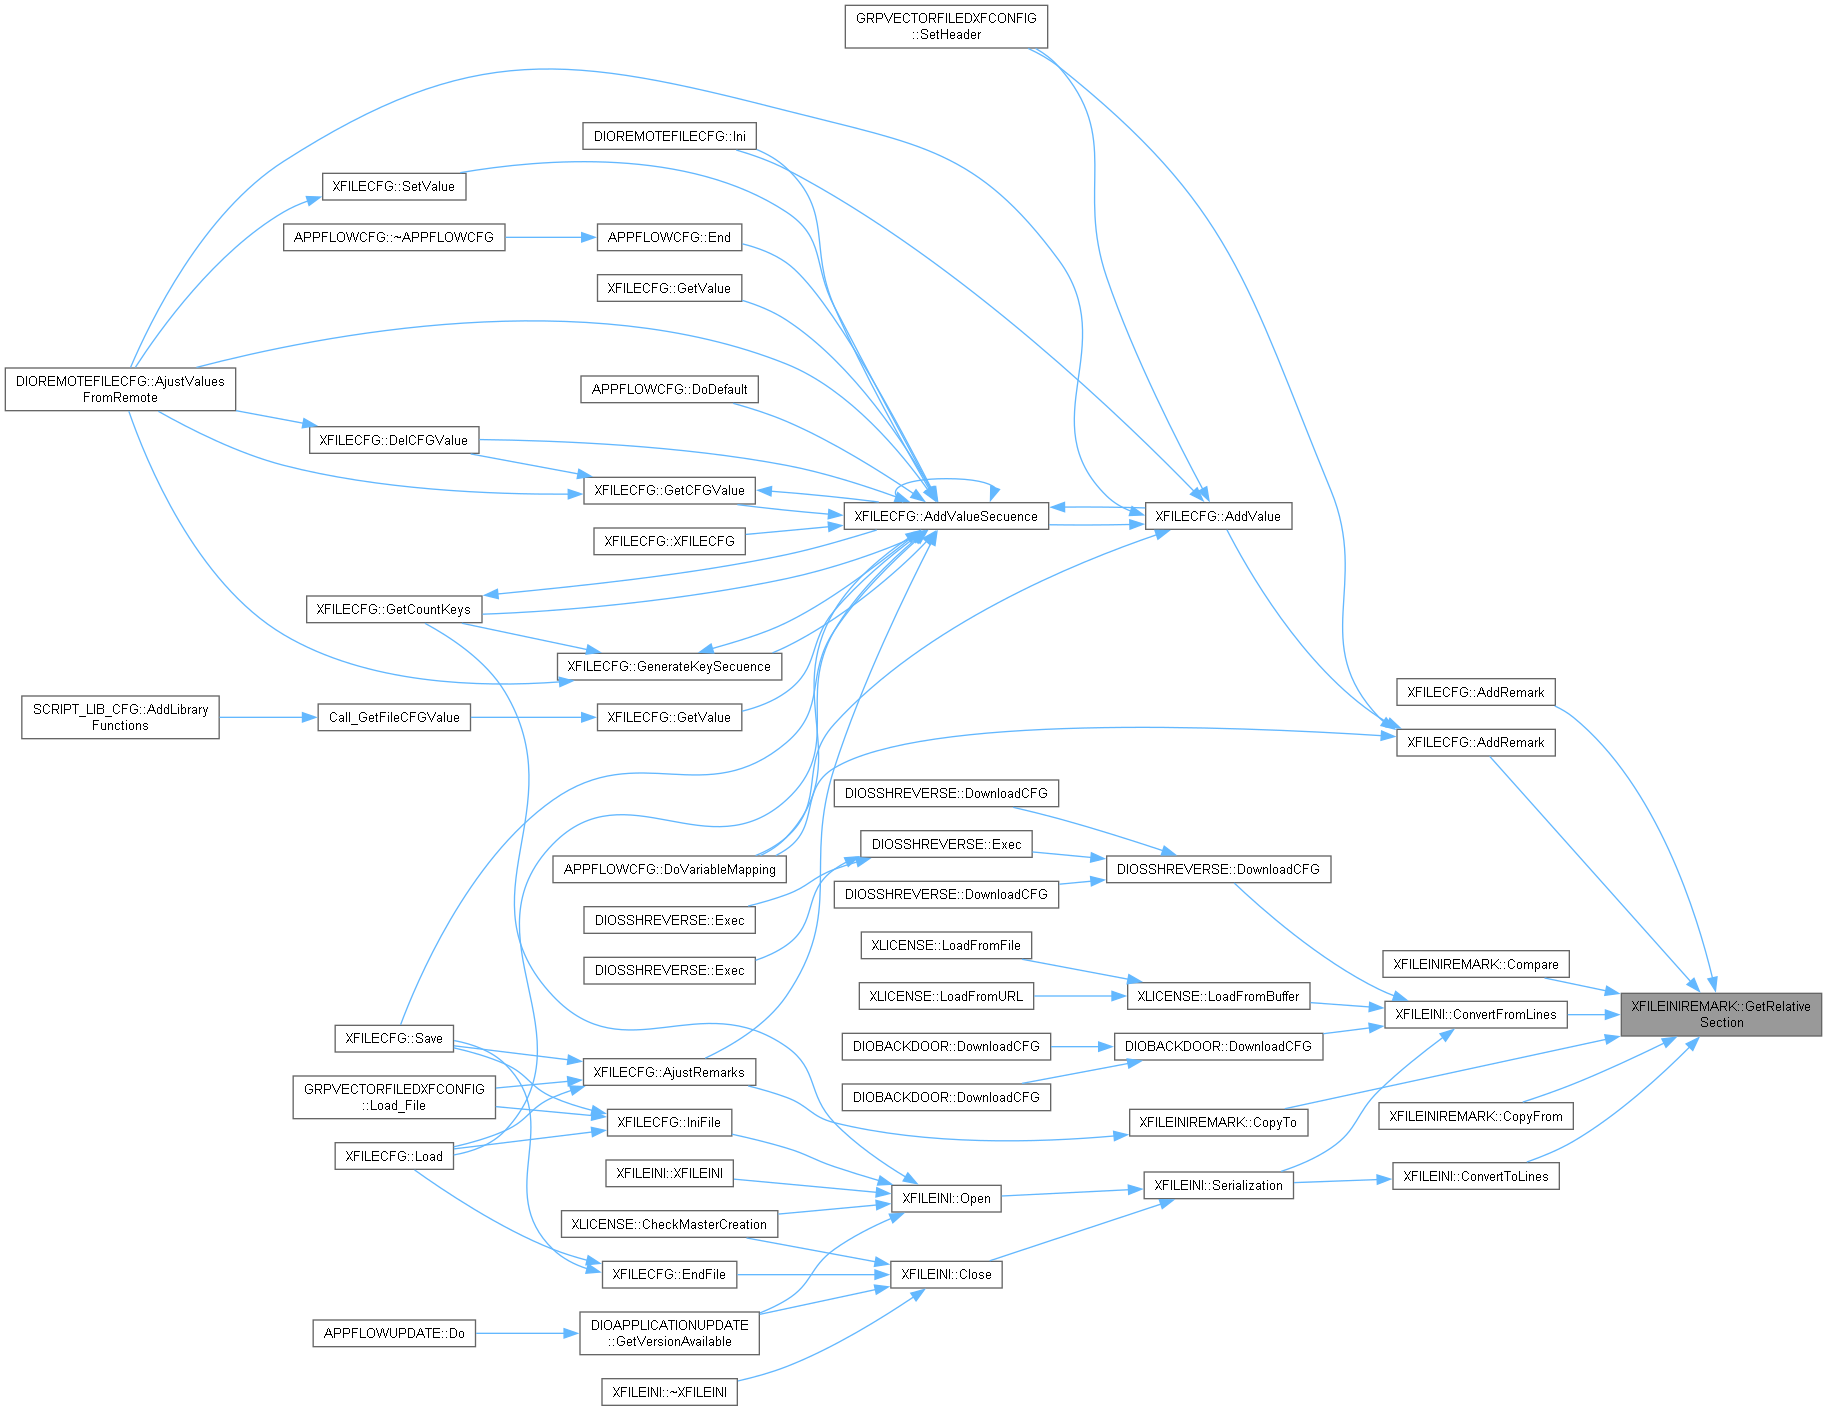 GRPVECTORFILEDXFCONFIG
::SetHeader
DIOREMOTEFILECFG::Ini
XFILECFG::SetValue
APPFLOWCFG::~APPFLOWCFG
APPFLOWCFG::End
XFILECFG::GetValue
DIOREMOTEFILECFG::AjustValues
FromRemote
APPFLOWCFG::DoDefault
XFILECFG::DelCFGValue
XFILECFG::GetCFGValue
XFILECFG::AddValueSecuence
XFILECFG::AddValue
XFILECFG::XFILECFG
XFILECFG::GetCountKeys
XFILECFG::GenerateKeySecuence
SCRIPT_LIB_CFG::AddLibrary
Functions
Call_GetFileCFGValue
XFILECFG::GetValue
XFILECFG::AddRemark
XFILECFG::AddRemark
DIOSSHREVERSE::DownloadCFG
DIOSSHREVERSE::Exec
APPFLOWCFG::DoVariableMapping
DIOSSHREVERSE::DownloadCFG
DIOSSHREVERSE::DownloadCFG
DIOSSHREVERSE::Exec
XLICENSE::LoadFromFile
DIOSSHREVERSE::Exec
XFILEINIREMARK::Compare
XLICENSE::LoadFromURL
XLICENSE::LoadFromBuffer
XFILEINI::ConvertFromLines
XFILEINIREMARK::GetRelative
Section
XFILECFG::Save
DIOBACKDOOR::DownloadCFG
DIOBACKDOOR::DownloadCFG
XFILECFG::AjustRemarks
GRPVECTORFILEDXFCONFIG
::Load_File
DIOBACKDOOR::DownloadCFG
XFILECFG::IniFile
XFILEINIREMARK::CopyTo
XFILEINIREMARK::CopyFrom
XFILECFG::Load
XFILEINI::XFILEINI
XFILEINI::Open
XFILEINI::Serialization
XFILEINI::ConvertToLines
XLICENSE::CheckMasterCreation
XFILECFG::EndFile
XFILEINI::Close
APPFLOWUPDATE::Do
DIOAPPLICATIONUPDATE
::GetVersionAvailable
XFILEINI::~XFILEINI